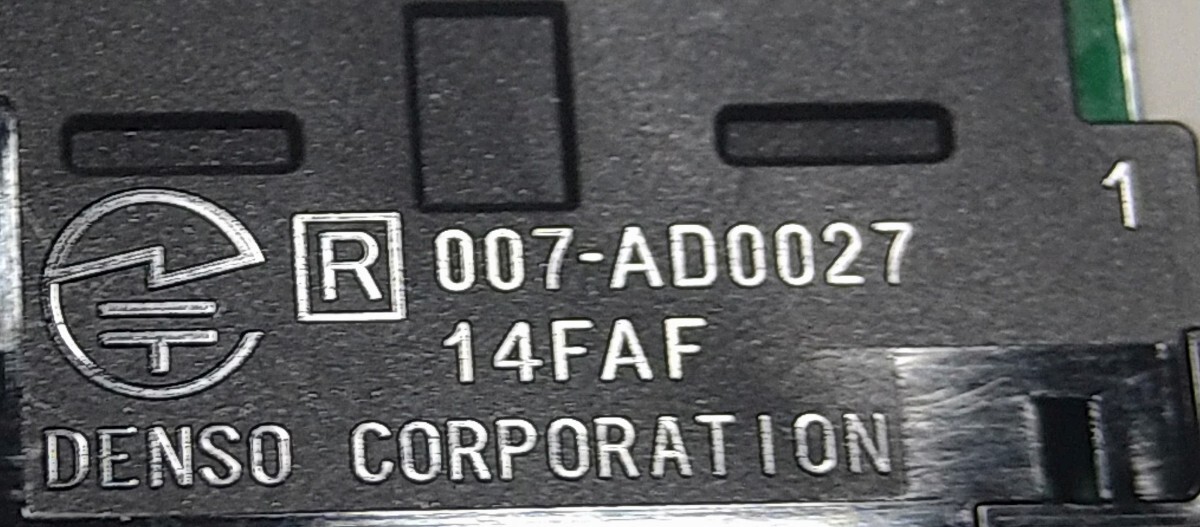 1
R 007-AD0027
14FAF
DENSO CORPORATION